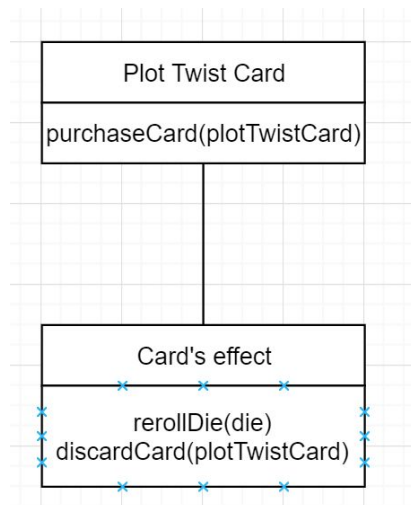 Plot Twist Card
purchaseCard(plotTwistCard)
Card's effect
rerollDie(die)
discardCard(plotTwistCard)